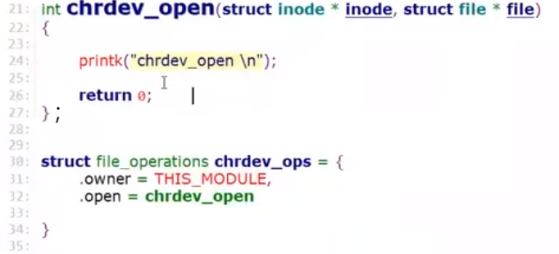 21: int chrdev_open(struct inode * inode, struct file * file)
22: {
23:
24:     printk("chrdev_open \n");
25:
26:     return 0;
27: };
28:
29:
30: struct file_operations chrdev_ops = {
31:     .owner = THIS_MODULE,
32:     .open = chrdev_open
33:
34: }
35: